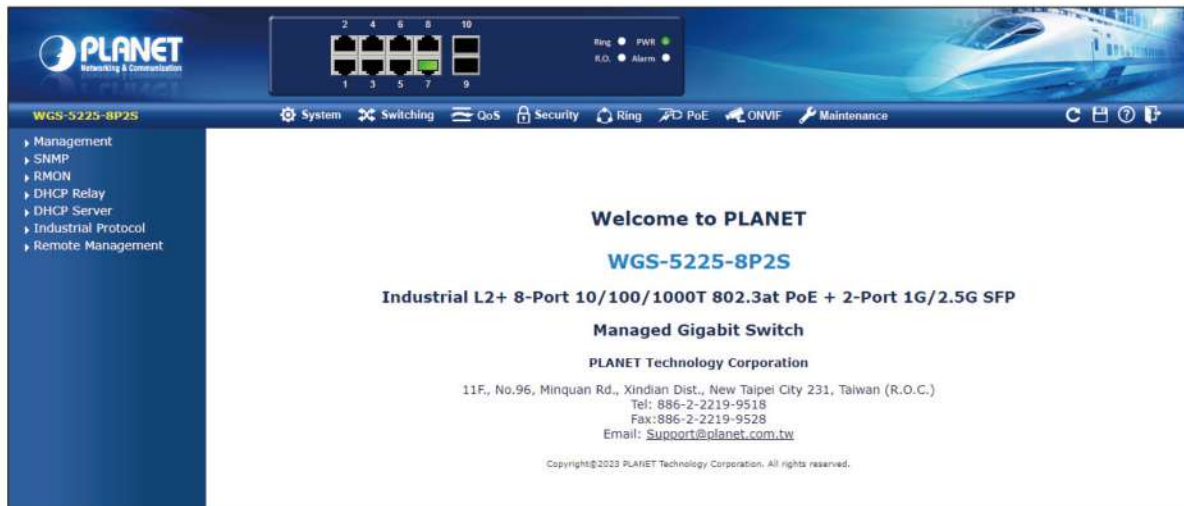 2 4 6 8 10
PLANET
Networking & Communication
Ring PWR
R.O. Alarm
1 3 5 7 9
WGS-5225-8P2S
System Switching QoS Security Ring PoE ONVIF Maintenance
Management
SNMP
RMON
DHCP Relay
DHCP Server
Industrial Protocol
Remote Management
Welcome to PLANET
WGS-5225-8P2S
Industrial L2+ 8-Port 10/100/1000T 802.3at PoE + 2-Port 1G/2.5G SFP
Managed Gigabit Switch
PLANET Technology Corporation
11F., No.96, Minquan Rd., Xindian Dist., New Taipei City 231, Taiwan (R.O.C.)
Tel: 886-2-2219-9518
Fax:886-2-2219-9528
Email: Support@planet.com.tw
Copyright@2023 PLANET Technology Corporation. All rights reserved.